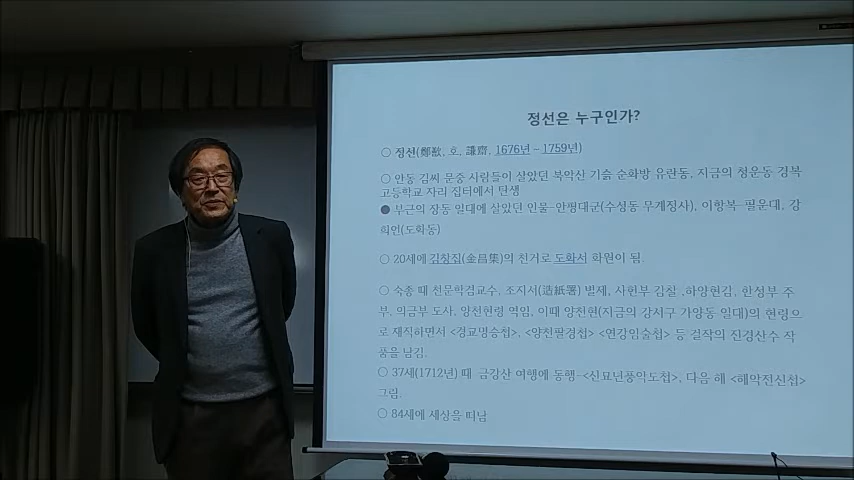 정선은 누구인가?
○ 정선(鄭歚, 호, 謙齋, 1676년 – 1759년)
○ 안동 김씨 문중 사람들이 살았던 북악산 기슭 순화방 유란동, 지금의 청운동 경복
고등학교 자리 집터에서 탄생
● 부근의 장동 일대에 살았던 인물–안평대군(수성동 무계정사), 이항복–필운대, 강
희언(도화동)
○ 20세에 김창집(金昌集)의 천거로 도화서 화원이 됨.
○ 숙종 때 천문학겸교수, 조지서(造紙署) 별제, 사헌부 감찰 ,하양현감, 한성부 주
부, 의금부 도사, 양천현령 역임, 이때 양천현(지금의 강서구 가양동 일대)의 현령으
로 재직하면서 <경교명승첩>, <양천팔경첩> <연강임술첩> 등 걸작의 진경산수 작
품을 남김.
○ 37세(1712년) 때 금강산 여행에 동행–<신묘년풍악도첩>, 다음 해 <해악전신첩>
그림.
○ 84세에 세상을 떠남